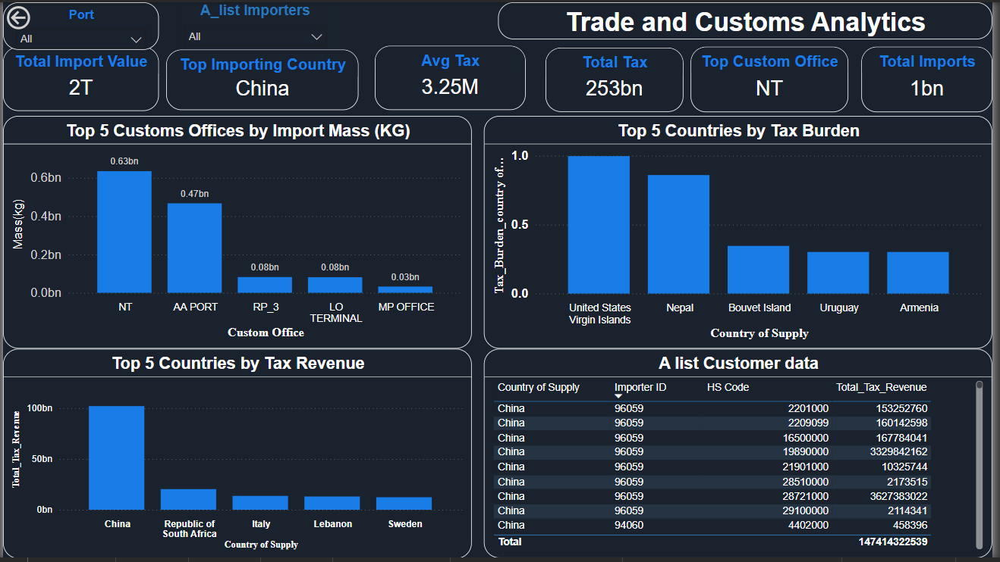 Port
All
A_list Importers
All
Trade and Customs Analytics
Total Import Value
2T
Top Importing Country
China
Avg Tax
3.25M
Total Tax
253bn
Top Custom Office
NT
Total Imports
1bn
Top 5 Customs Offices by Import Mass (KG)
Mass(kg)
0.6bn
0.4bn
0.2bn
0.0bn
0.63bn
0.47bn
0.08bn
0.08bn
0.03bn
NT
AA PORT
RP_3
LO
TERMINAL
MP OFFICE
Custom Office
Top 5 Countries by Tax Burden
Tax_Burden_country of...
1.0
0.5
0.0
United States
Virgin Islands
Nepal
Bouvet Island
Uruguay
Armenia
Country of Supply
Top 5 Countries by Tax Revenue
Total_Tax_Revenue
100bn
50bn
0bn
China
Republic of
South Africa
Italy
Lebanon
Sweden
Country of Supply
A list Customer data
Country of Supply Importer ID HS Code Total_Tax_Revenue
China 96059 2201000 153252760
China 96059 2209099 160142598
China 96059 16500000 167784041
China 96059 19890000 3329842162
China 96059 21901000 10325744
China 96059 28510000 2173515
China 96059 28721000 3627383022
China 96059 29100000 2114341
China 94060 4402000 458396
Total 147414322539